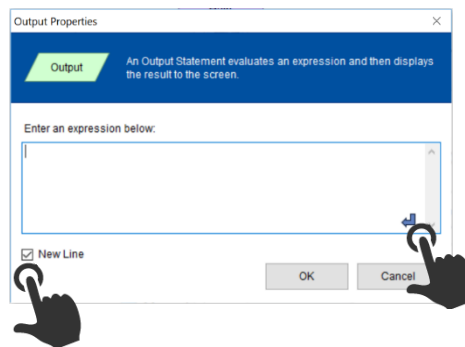 Output Properties
Output
An Output Statement evaluates an expression and then displays
the result to the screen.
Enter an expression below:
New Line
OK
Cancel